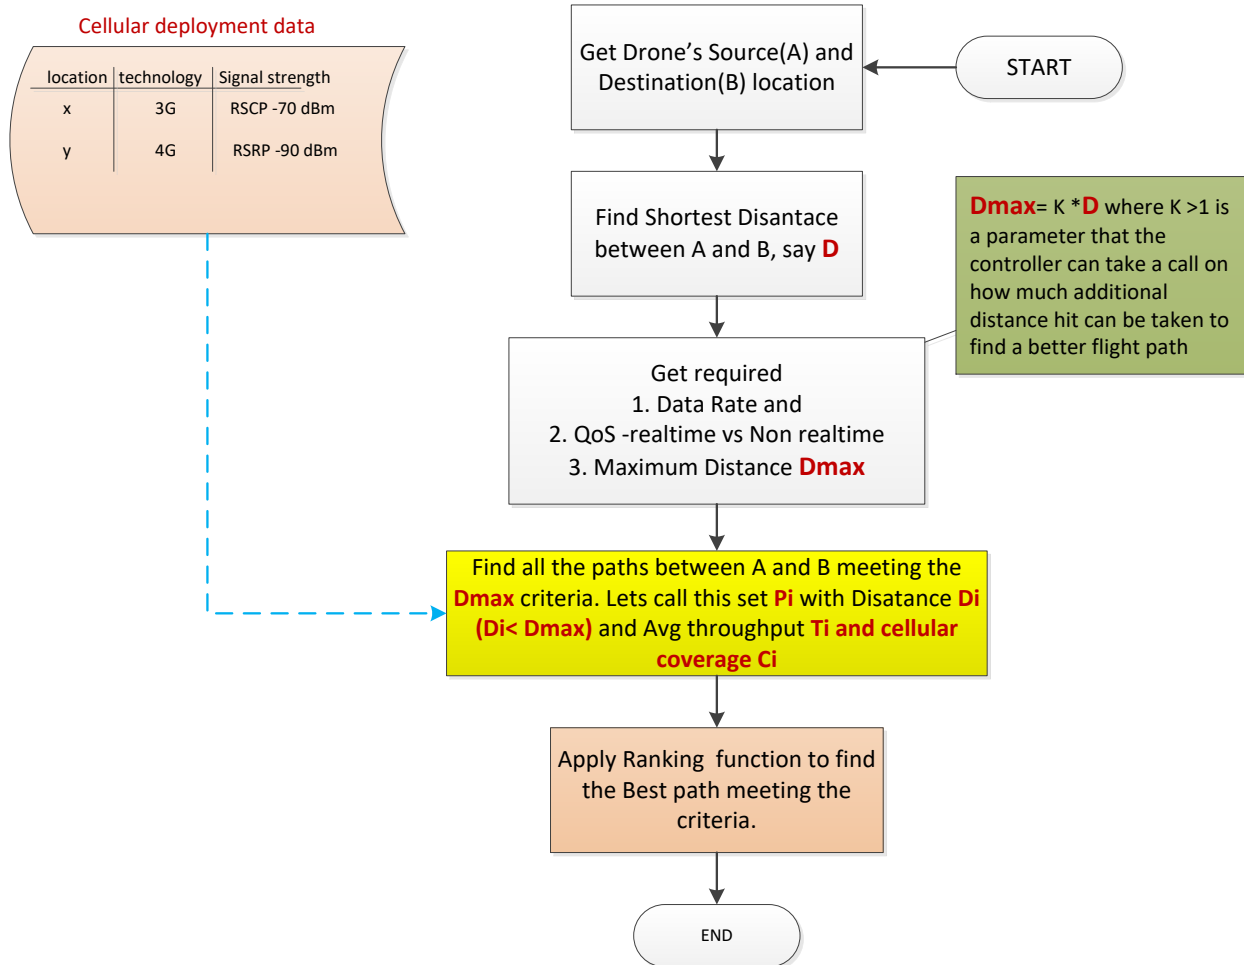 Cellular deployment data
location technology Signal strength
x 3G RSCP -70 dBm
y 4G RSRP -90 dBm
START
Get Drone’s Source(A) and
Destination(B) location
Find Shortest Disantace
between A and B, say D
Dmax= K *D where K >1 is
a parameter that the
controller can take a call on
how much additional
distance hit can be taken to
find a better flight path
Get required
1. Data Rate and
2. QoS -realtime vs Non realtime
3. Maximum Distance Dmax
Find all the paths between A and B meeting the
Dmax criteria. Lets call this set Pi with Disatance Di
(Di< Dmax) and Avg throughput Ti and cellular
coverage Ci
Apply Ranking  function to find
the Best path meeting the
criteria.
END